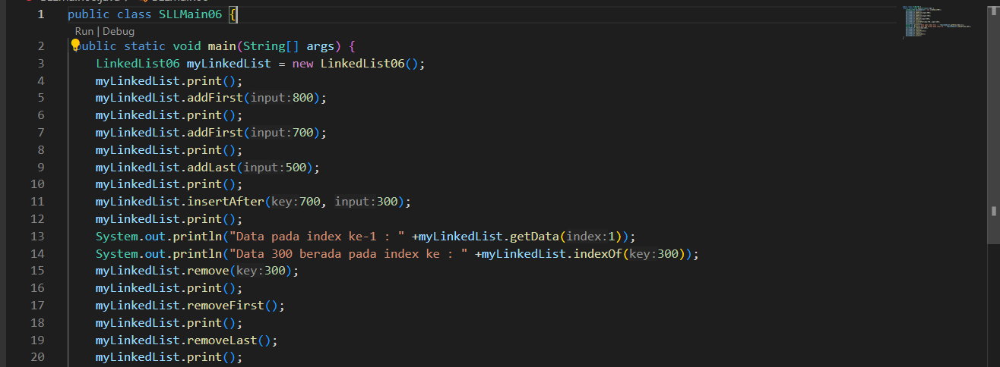 1 public class SLLMain06 {
Run | Debug
2 public static void main(String[] args) {
3 LinkedList06 myLinkedList = new LinkedList06();
4 myLinkedList.print();
5 myLinkedList.addFirst(input:800);
6 myLinkedList.print();
7 myLinkedList.addFirst(input:700);
8 myLinkedList.print();
9 myLinkedList.addLast(input:500);
10 myLinkedList.print();
11 myLinkedList.insertAfter(key:700, input:300);
12 myLinkedList.print();
13 System.out.println("Data pada index ke-1 : " +myLinkedList.getData(index:1));
14 System.out.println("Data 300 berada pada index ke : " +myLinkedList.indexOf(key:300));
15 myLinkedList.remove(key:300);
16 myLinkedList.print();
17 myLinkedList.removeFirst();
18 myLinkedList.print();
19 myLinkedList.removeLast();
20 myLinkedList.print();